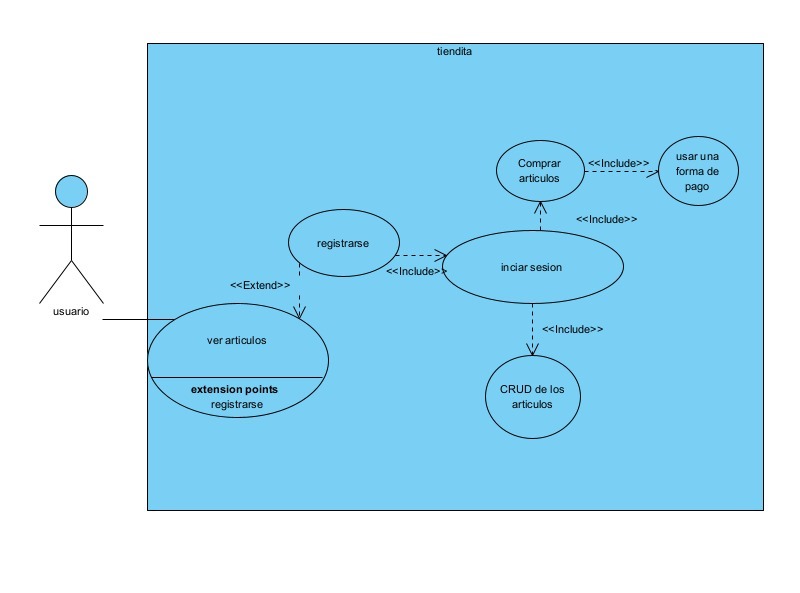 tiendita
Comprar
articulos
<<Include>>
usar una
forma de
pago
<<Include>>
registrarse
<<Include>>
inciar sesion
<<Extend>>
usuario
ver articulos
<<Include>>
extension points
registrarse
CRUD de los
articulos